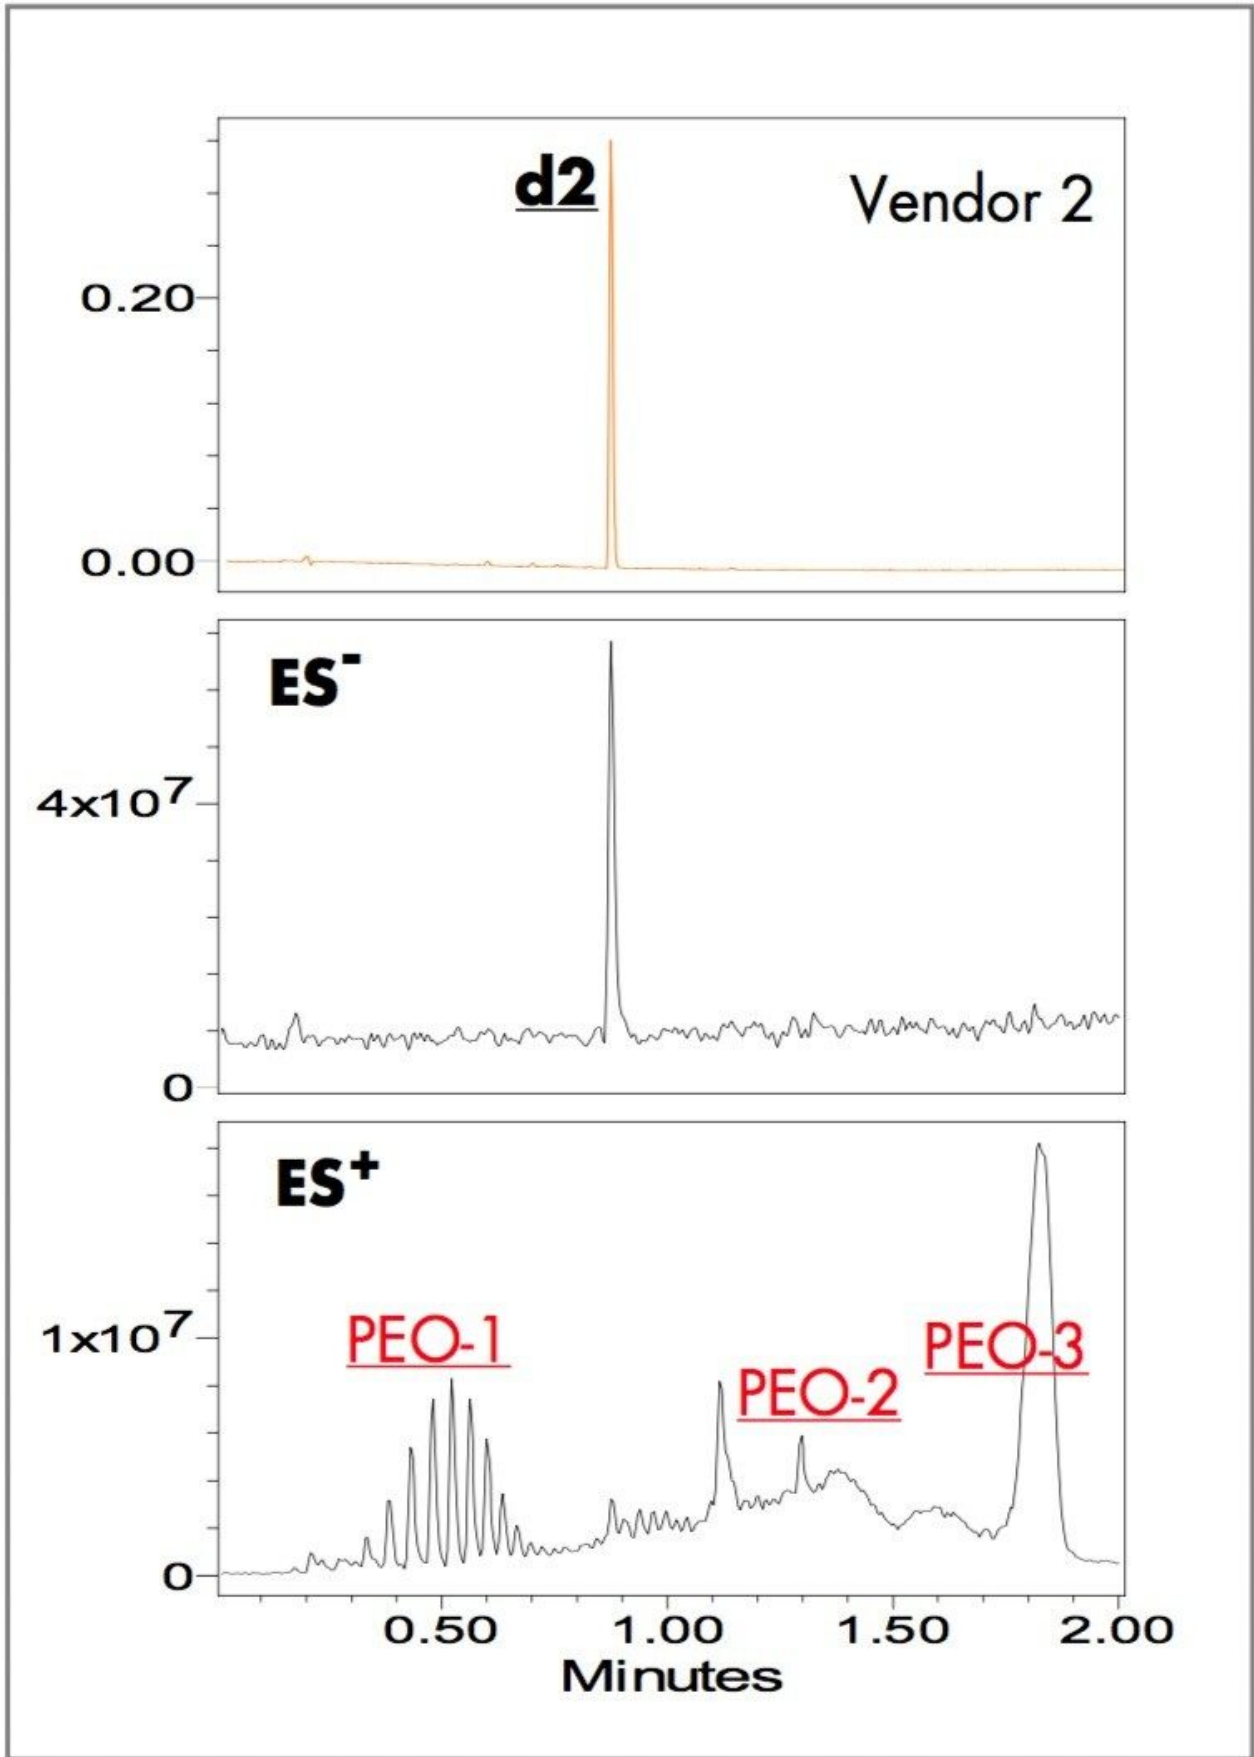 d2
Vendor 2
0.20
0.00
ES⁻
4x10⁷
0
ES⁺
1x10⁷
PEO-1
PEO-2
PEO-3
0
0.50 1.00 1.50 2.00
Minutes